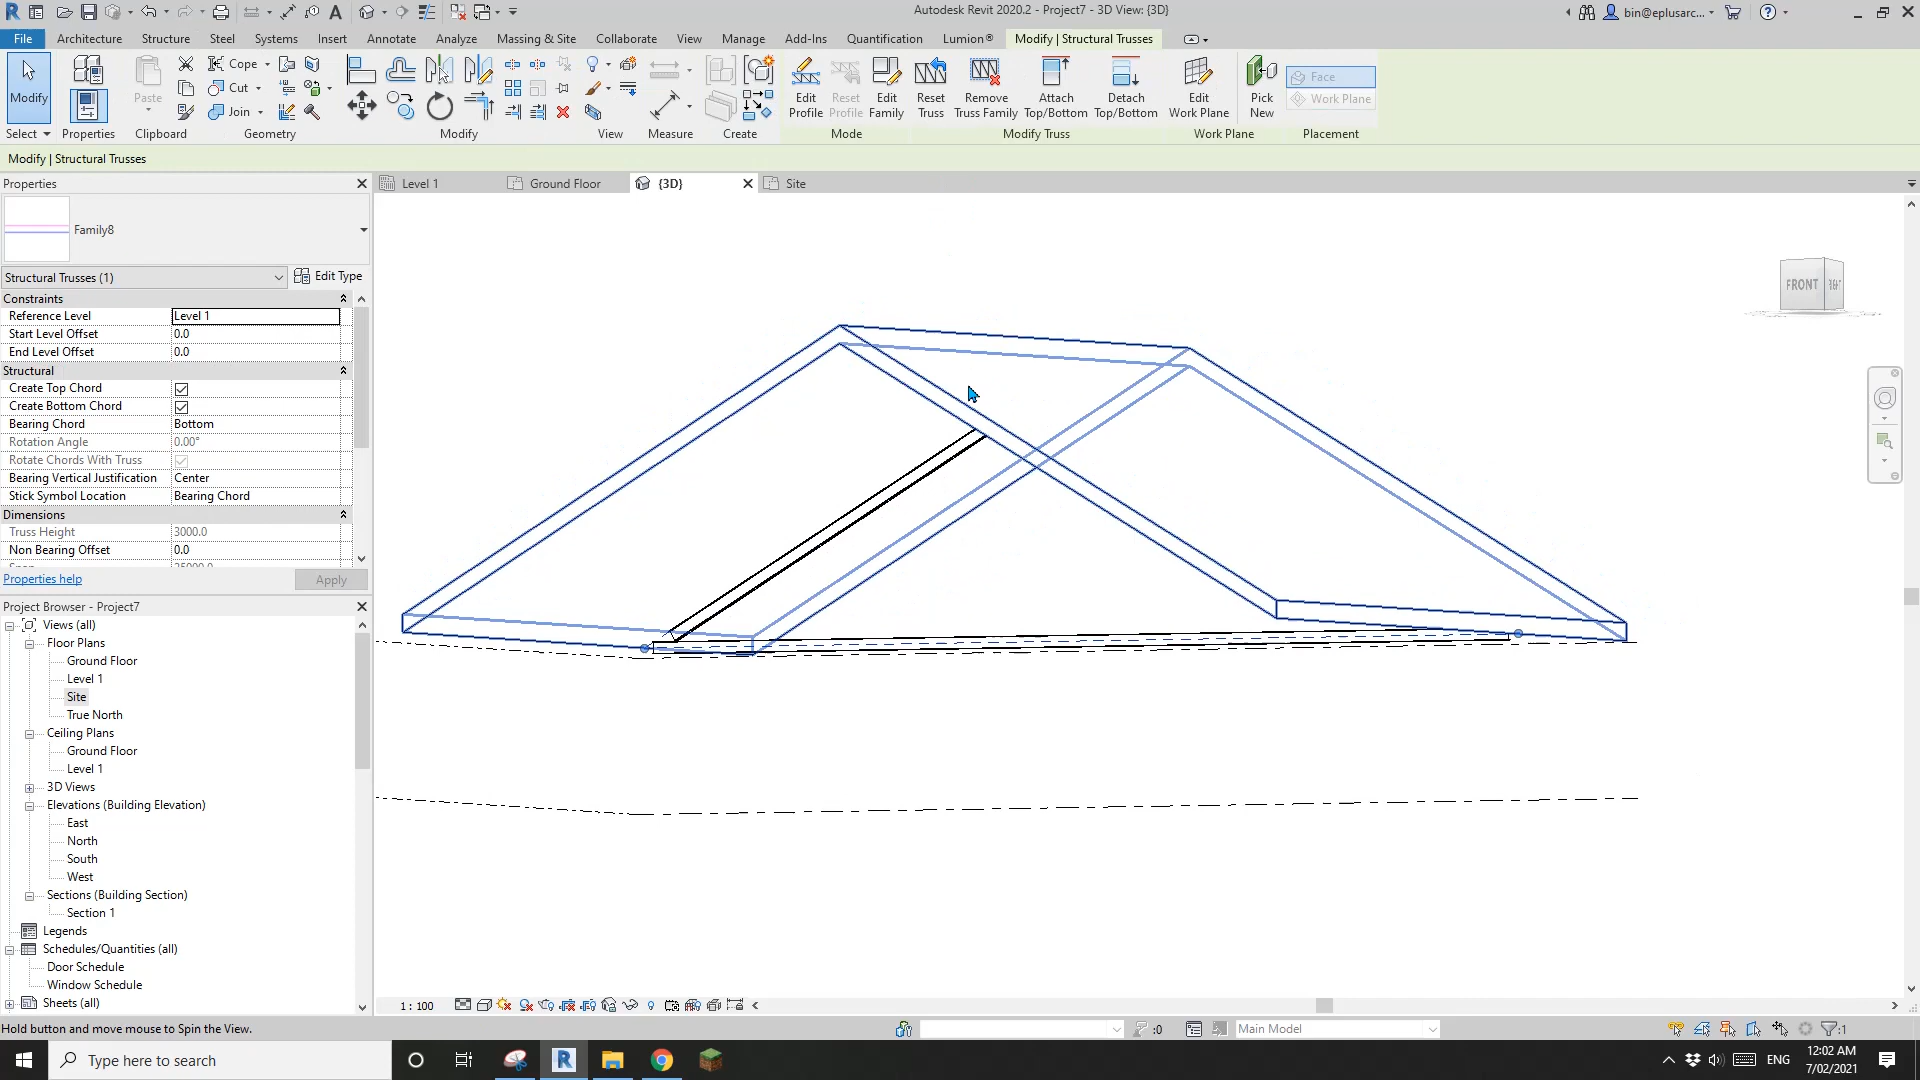 Autodesk Revit 2020.2 - Project7 - 3D View: {3D}
bin@eplusarc...
File Architecture Structure Steel Systems Insert Annotate Analyze Massing & Site Collaborate View Manage Add-Ins Quantification Lumion® Modify | Structural Trusses
Modify
Paste
Cope
Cut
Join
Edit Profile
Reset Profile
Edit Family
Reset Truss
Remove Truss Family
Attach Top/Bottom
Detach Top/Bottom
Edit Work Plane
Pick New
Face
Work Plane
Select Properties Clipboard Geometry Modify View Measure Create Mode Modify Truss Work Plane Placement
Modify | Structural Trusses
Properties
Level 1 Ground Floor {3D} Site
Family8
Structural Trusses (1) Edit Type
Constraints
Reference Level Level 1
Start Level Offset 0.0
End Level Offset 0.0
Structural
Create Top Chord
Create Bottom Chord
Bearing Chord Bottom
Rotation Angle 0.00°
Rotate Chords With Truss
Bearing Vertical Justification Center
Stick Symbol Location Bearing Chord
Dimensions
Truss Height 3000.0
Non Bearing Offset 0.0
Properties help Apply
FRONT
Project Browser - Project7
Views (all)
Floor Plans
Ground Floor
Level 1
Site
True North
Ceiling Plans
Ground Floor
Level 1
3D Views
Elevations (Building Elevation)
East
North
South
West
Sections (Building Section)
Section 1
Legends
Schedules/Quantities (all)
Door Schedule
Window Schedule
Sheets (all)
1 : 100
Hold button and move mouse to Spin the View.
:0
Main Model
:1
Type here to search
ENG
12:02 AM
7/02/2021